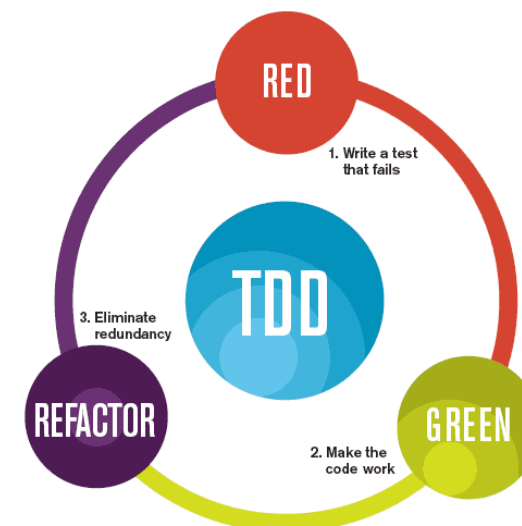 RED
1. Write a test
that fails
TDD
3. Eliminate
redundancy
REFACTOR
GREEN
2. Make the
code work